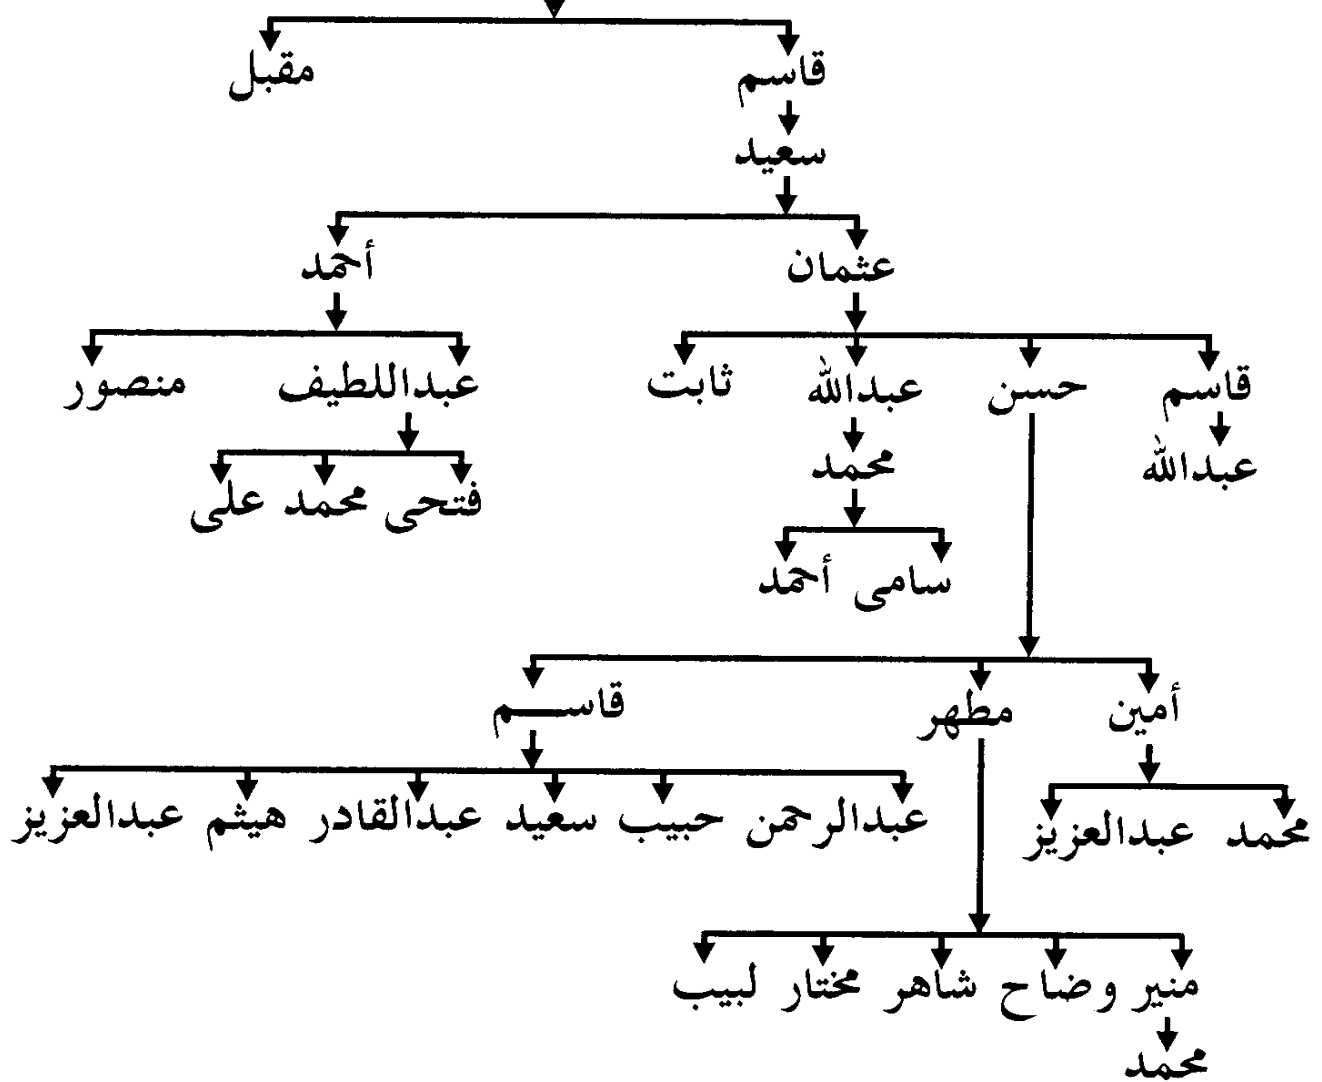 قاسم مقبل
سعيد
عثمان أحمد
قاسم حسن عبدالله ثابت عبداللطيف منصور
عبدالله محمد فتحى محمد على
سامى أحمد
أمين مطهر قاسم
محمد عبدالعزيز عبدالرحمن حبيب سعيد عبدالقادر هيثم عبدالعزيز
منير وضاح شاهر مختار لبيب
محمد